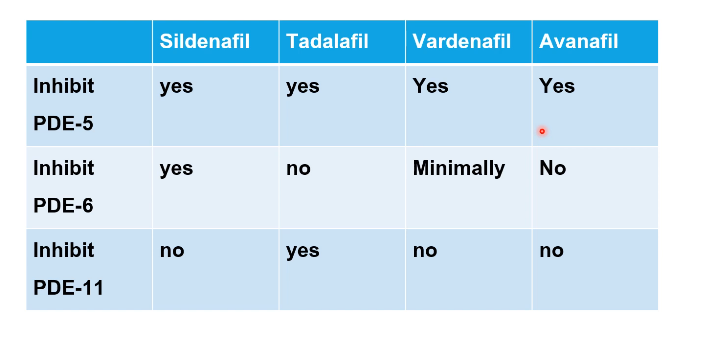 Sildenafil Tadalafil Vardenafil Avanafil
Inhibit PDE-5 yes yes Yes Yes
Inhibit PDE-6 yes no Minimally No
Inhibit PDE-11 no yes no no